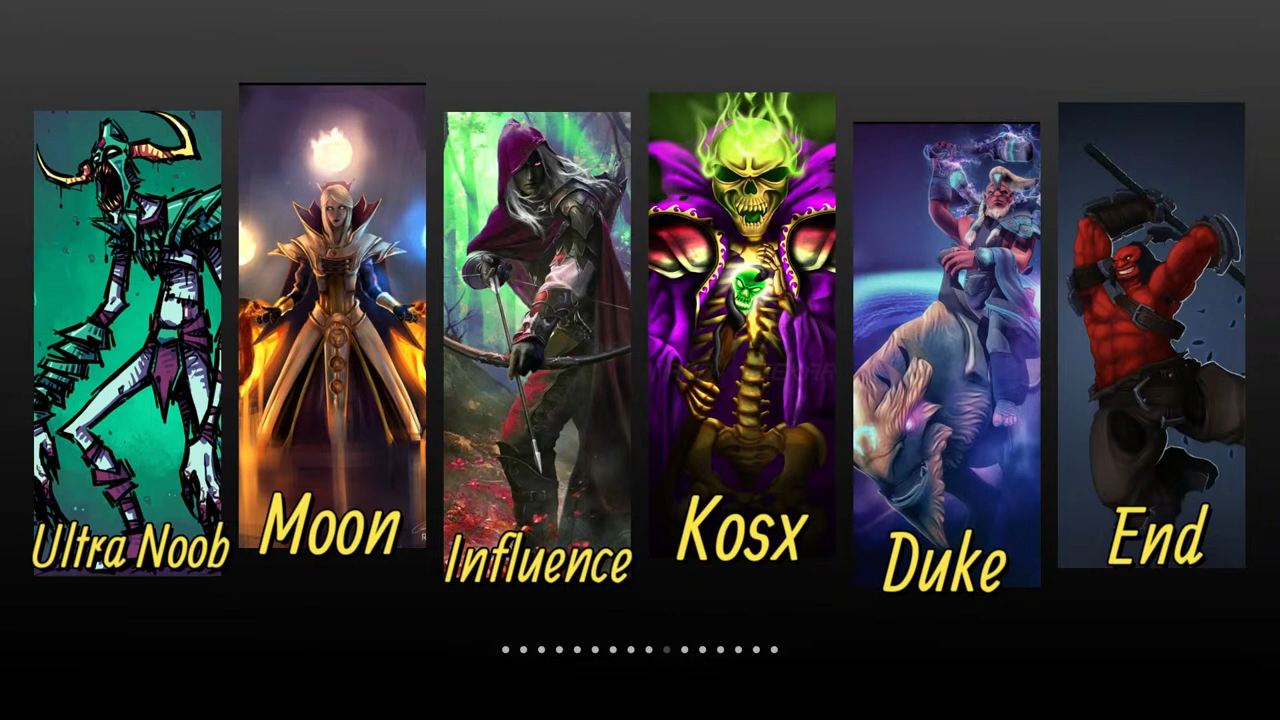 Ultra Noob
Moon
Influence
Kosx
Duke
End